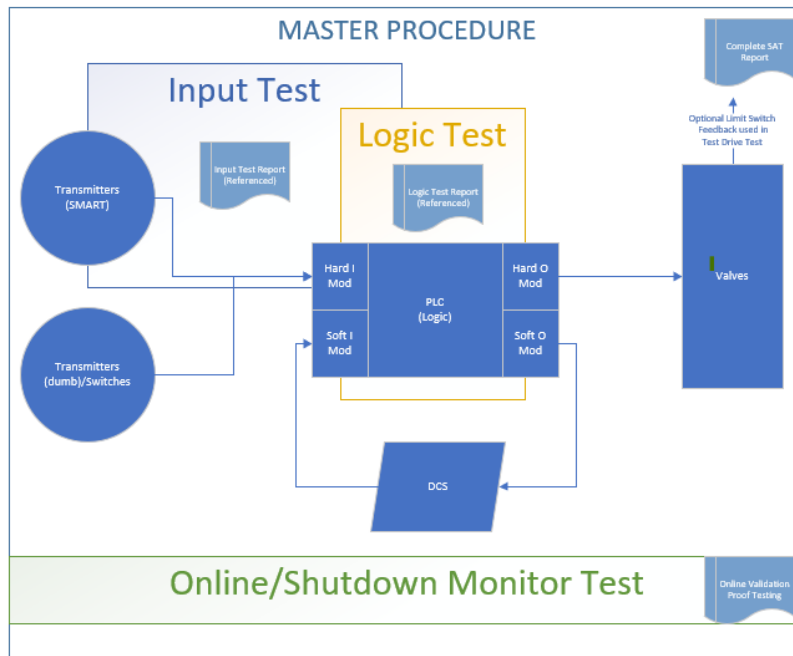 MASTER PROCEDURE
Complete SAT
Report
Input Test
Optional Limit Switch
Feedback used in
Test Drive Test
Logic Test
Input Test Report
(Referenced)
Logic Test Report
(Referenced)
Transmitters
(SMART)
Hard I
Mod
PLC
(Logic)
Hard O
Mod
Valves
Soft I
Mod
Soft O
Mod
Transmitters
(dumb)/Switches
DCS
Online/Shutdown Monitor Test
Online Validation
Proof Testing